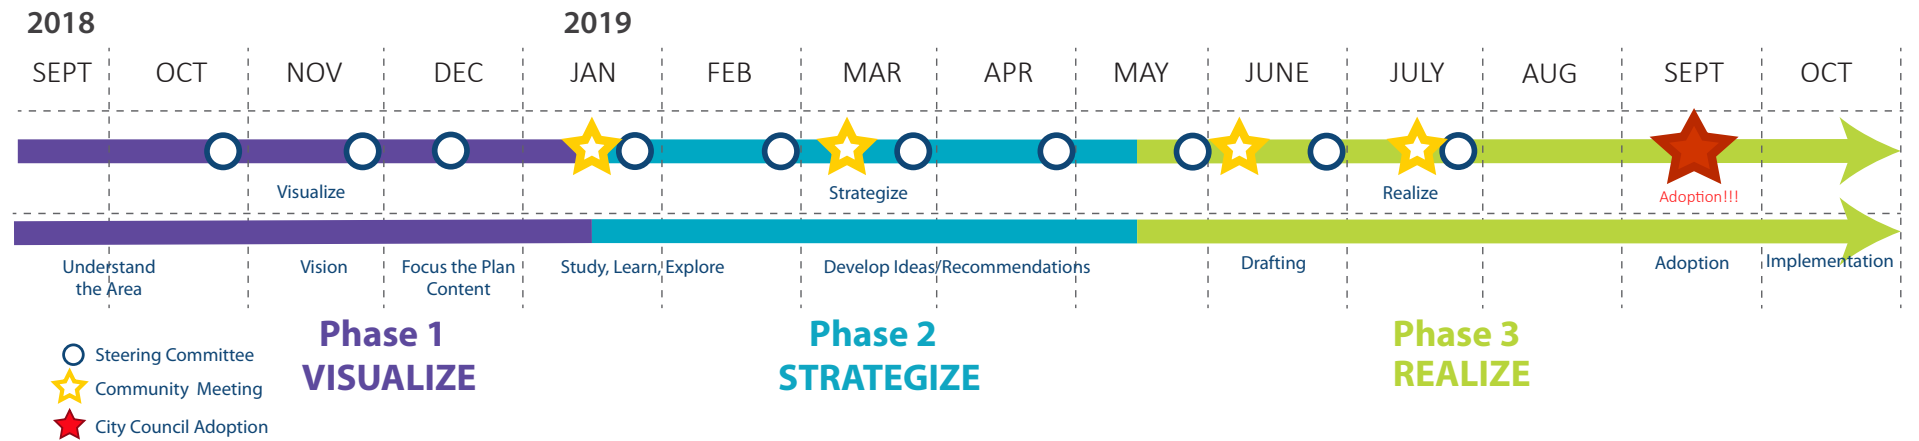 2018 2019
SEPT OCT NOV DEC JAN FEB MAR APR MAY JUNE JULY AUG SEPT OCT
Visualize Strategize Realize Adoption!!!
Understand
the Area
Vision
Focus the Plan
Content
Study, Learn, Explore
Develop Ideas/Recommendations
Drafting
Adoption
Implementation
Phase 1
VISUALIZE
Phase 2
STRATEGIZE
Phase 3
REALIZE
Steering Committee
Community Meeting
City Council Adoption